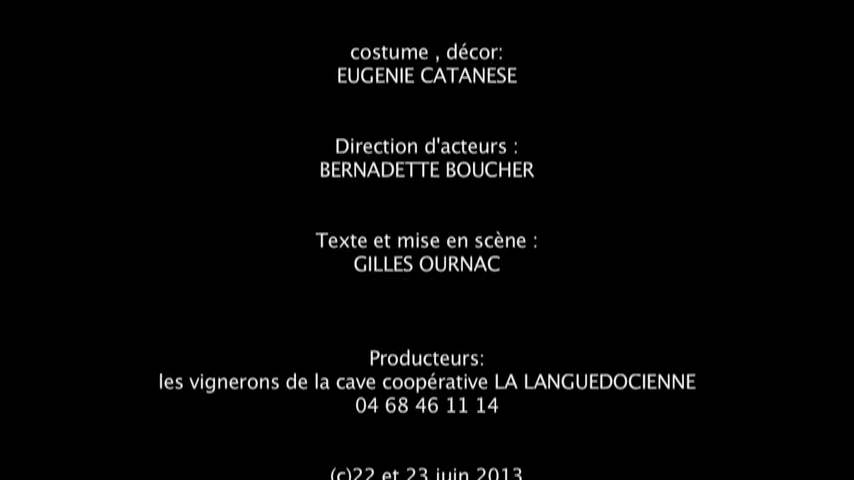 costume , décor:
EUGENIE CATANESE
Direction d'acteurs :
BERNADETTE BOUCHER
Texte et mise en scène :
GILLES OURNAC
Producteurs:
les vignerons de la cave coopérative LA LANGUEDOCIENNE
04 68 46 11 14
(c)22 et 23 juin 2013